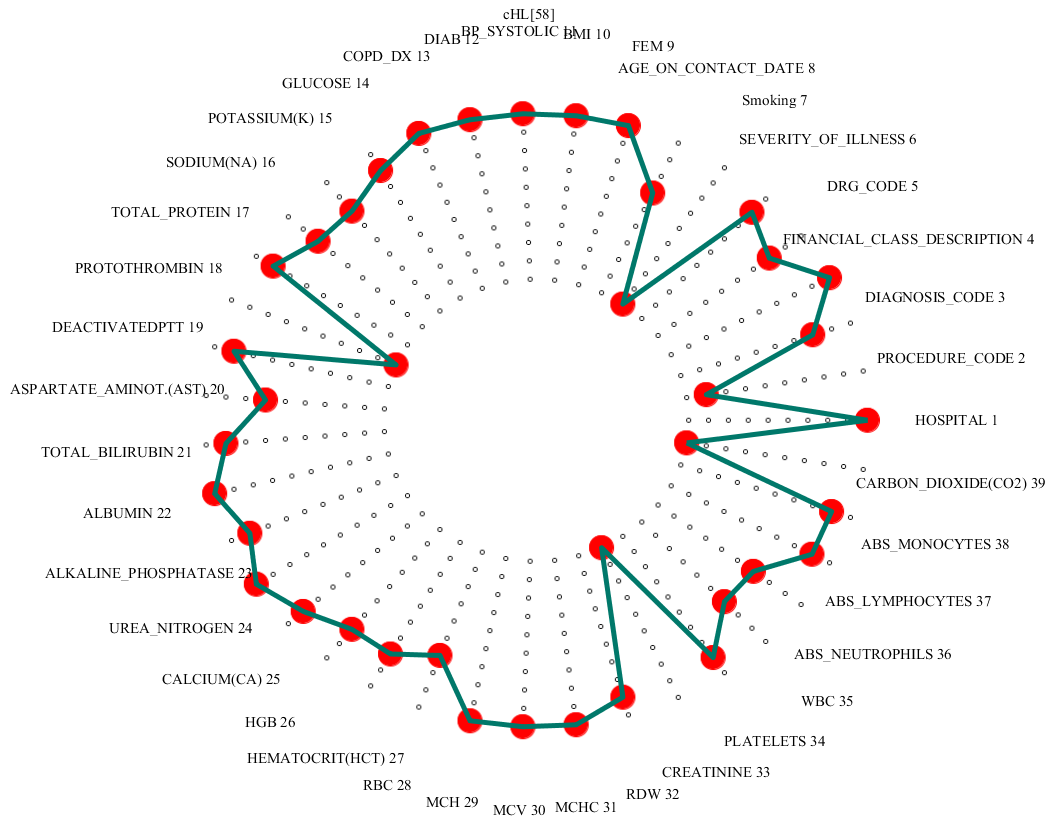 cHL[58]
BP_SYSTOLIC 11
BMI 10
DIAB 12
FEM 9
COPD_DX 13
AGE_ON_CONTACT_DATE 8
GLUCOSE 14
Smoking 7
POTASSIUM(K) 15
SEVERITY_OF_ILLNESS 6
SODIUM(NA) 16
DRG_CODE 5
TOTAL_PROTEIN 17
FINANCIAL_CLASS_DESCRIPTION 4
PROTOTHROMBIN 18
DIAGNOSIS_CODE 3
DEACTIVATEDPTT 19
PROCEDURE_CODE 2
ASPARTATE_AMINOT.(AST) 20
HOSPITAL 1
TOTAL_BILIRUBIN 21
CARBON_DIOXIDE(CO2) 39
ALBUMIN 22
ABS_MONOCYTES 38
ALKALINE_PHOSPHATASE 23
ABS_LYMPHOCYTES 37
UREA_NITROGEN 24
ABS_NEUTROPHILS 36
CALCIUM(CA) 25
WBC 35
HGB 26
PLATELETS 34
HEMATOCRIT(HCT) 27
CREATININE 33
RBC 28
RDW 32
MCH 29
MCHC 31
MCV 30